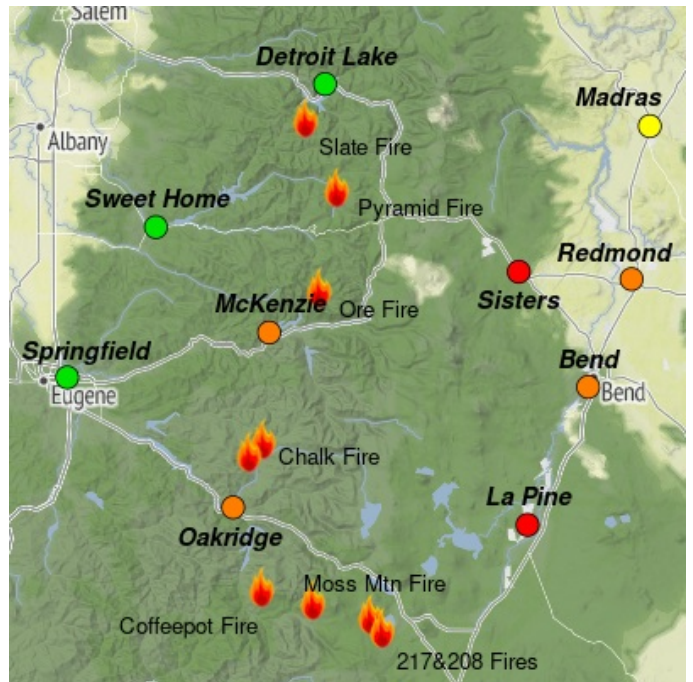 Salem
Detroit Lake
Madras
Albany
Slate Fire
Sweet Home
Pyramid Fire
Redmond
Sisters
McKenzie
Ore Fire
Springfield
Eugene
Bend
Bend
Chalk Fire
La Pine
Oakridge
Moss Mtn Fire
Coffeepot Fire
217&208 Fires